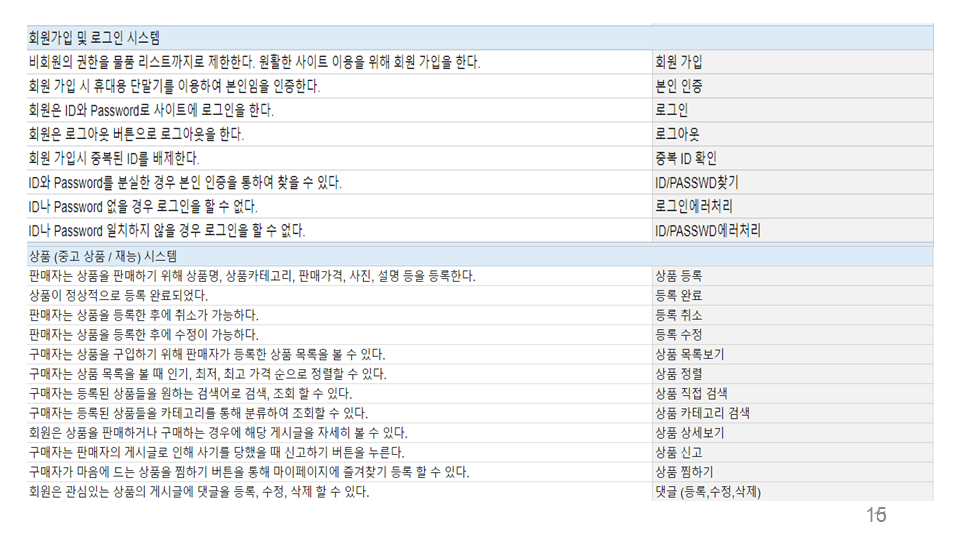 회원가입 및 로그인 시스템
비회원의 권한을 물품 리스트까지로 제한한다. 원활한 사이트 이용을 위해 회원 가입을 한다. 회원 가입
회원 가입 시 휴대용 단말기를 이용하여 본인임을 인증한다. 본인 인증
회원은 ID와 Password로 사이트에 로그인을 한다. 로그인
회원은 로그아웃 버튼으로 로그아웃을 한다. 로그아웃
회원 가입시 중복된 ID를 배제한다. 중복 ID 확인
ID와 Password를 분실한 경우 본인 인증을 통하여 찾을 수 있다. ID/PASSWD찾기
ID나 Password 없을 경우 로그인을 할 수 없다. 로그인에러처리
ID나 Password 일치하지 않을 경우 로그인을 할 수 없다. ID/PASSWD에러처리
상품 (중고 상품 / 재능) 시스템
판매자는 상품을 판매하기 위해 상품명, 상품카테고리, 판매가격, 사진, 설명 등을 등록한다. 상품 등록
상품이 정상적으로 등록 완료되었다. 등록 완료
판매자는 상품을 등록한 후에 취소가 가능하다. 등록 취소
판매자는 상품을 등록한 후에 수정이 가능하다. 등록 수정
구매자는 상품을 구입하기 위해 판매자가 등록한 상품 목록을 볼 수 있다. 상품 목록보기
구매자는 상품 목록을 볼 때 인기, 최저, 최고 가격 순으로 정렬할 수 있다. 상품 정렬
구매자는 등록된 상품들을 원하는 검색어로 검색, 조회 할 수 있다. 상품 직접 검색
구매자는 등록된 상품들을 카테고리를 통해 분류하여 조회할 수 있다. 상품 카테고리 검색
회원은 상품을 판매하거나 구매하는 경우에 해당 게시글을 자세히 볼 수 있다. 상품 상세보기
구매자는 판매자의 게시글로 인해 사기를 당했을 때 신고하기 버튼을 누른다. 상품 신고
구매자가 마음에 드는 상품을 찜하기 버튼을 통해 마이페이지에 즐겨찾기 등록 할 수 있다. 상품 찜하기
회원은 관심있는 상품의 게시글에 댓글을 등록, 수정, 삭제 할 수 있다. 댓글 (등록,수정,삭제)